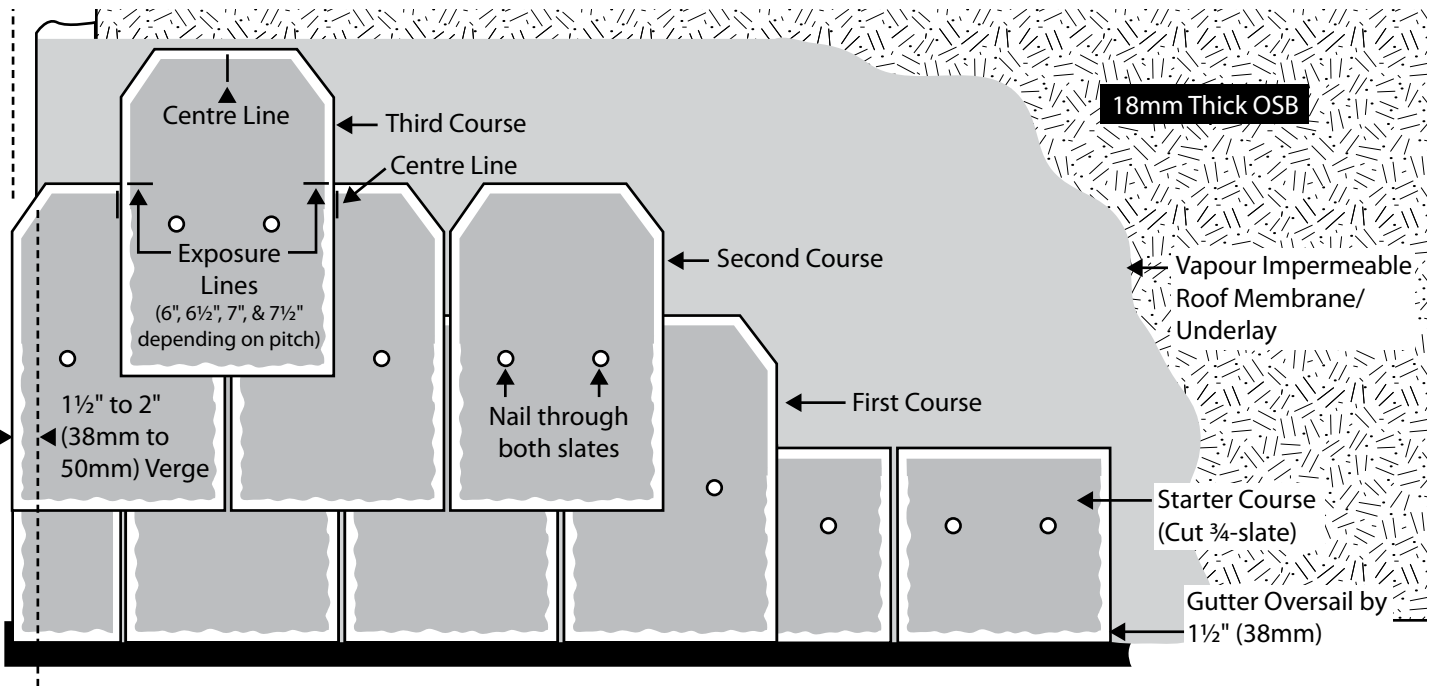 18mm Thick OSB
Centre Line
Third Course
Centre Line
Exposure
Lines
(6", 6½", 7", & 7½"
depending on pitch)
Second Course
Vapour Impermeable
Roof Membrane/
Underlay
1½" to 2"
(38mm to
50mm) Verge
Nail through
both slates
First Course
Starter Course
(Cut ¾-slate)
Gutter Oversail by
1½" (38mm)